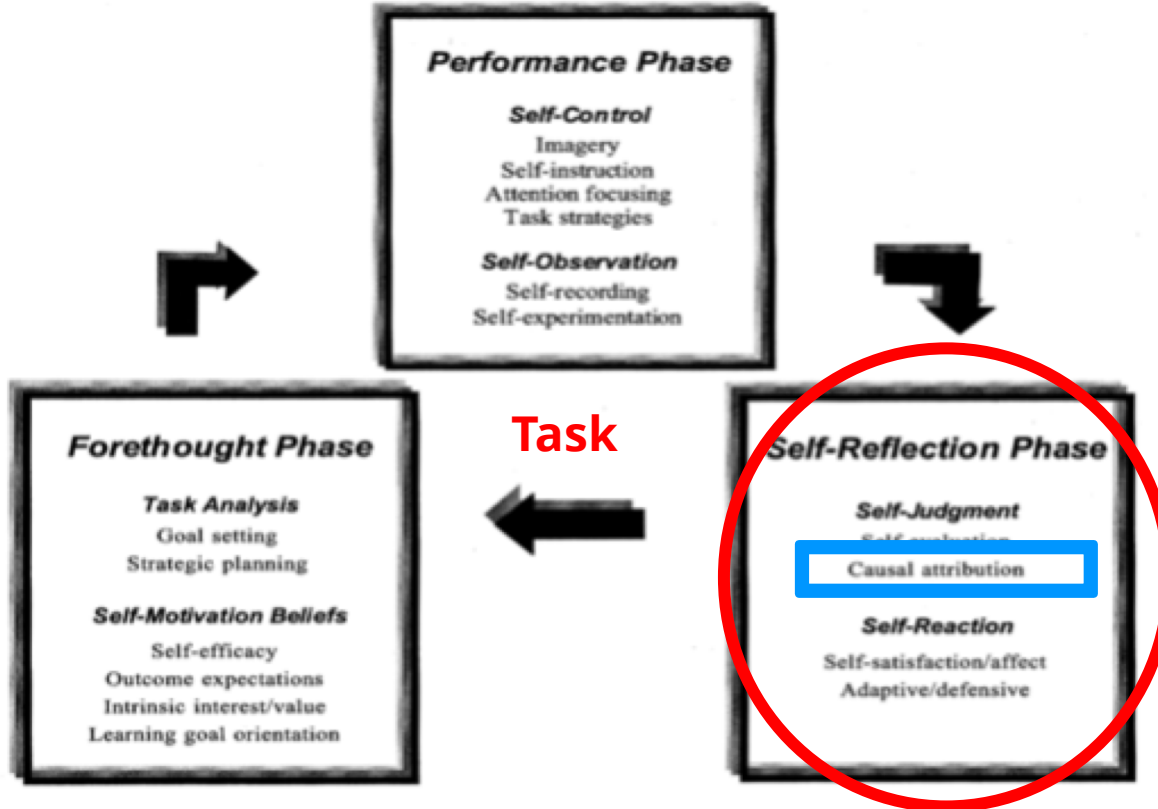 Performance Phase
Self-Control
Imagery
Self-instruction
Attention focusing
Task strategies
Self-Observation
Self-recording
Self-experimentation
Forethought Phase
Task Analysis
Goal setting
Strategic planning
Self-Motivation Beliefs
Self-efficacy
Outcome expectations
Intrinsic interest/value
Learning goal orientation
Task
Self-Reflection Phase
Self-Judgment
Self-evaluation
Causal attribution
Self-Reaction
Self-satisfaction/affect
Adaptive/defensive